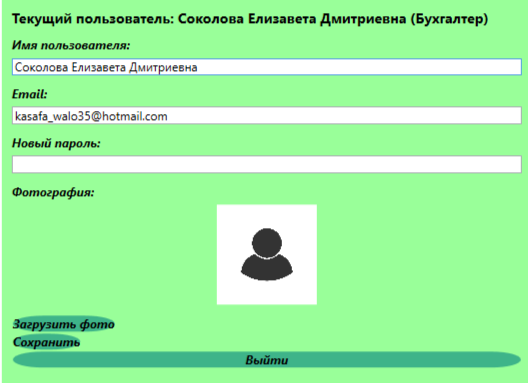 Текущий пользователь: Соколова Елизавета Дмитриевна (Бухгалтер)
Имя пользователя:
Соколова Елизавета Дмитриевна
Email:
kasafa_walo35@hotmail.com
Новый пароль:
Фотография:
Загрузить фото
Сохранить
Выйти